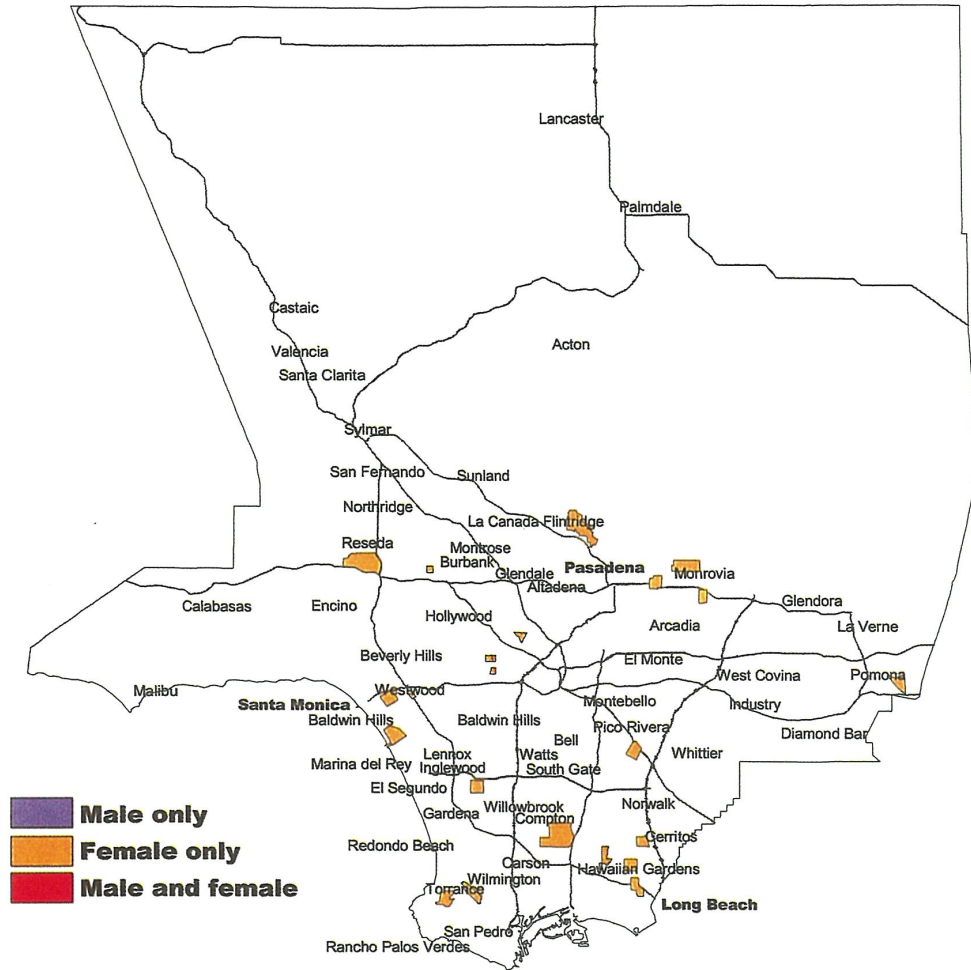 Lancaster
Palmdale
Castaic
Acton
Valencia
Santa Clarita
Sylmar
San Fernando
Sunland
Northridge
La Canada Flintridge
Reseda
Montrose
Burbank
Pasadena
Glendale
Monrovia
Altadena
Calabasas
Encino
Glendora
Hollywood
Arcadia
La Verne
Beverly Hills
El Monte
West Covina
Pomona
Malibu
Westwood
Santa Monica
Montebello
Industry
Baldwin Hills
Baldwin Hills
Pico Rivera
Diamond Bar
Bell
Lennox
Watts
Whittier
Marina del Rey
Inglewood
South Gate
El Segundo
Norwalk
Willowbrook
Gardena
Compton
Cerritos
Redondo Beach
Carson
Hawaiian Gardens
Wilmington
Torrance
Long Beach
San Pedro
Rancho Palos Verdes
Male only
Female only
Male and female